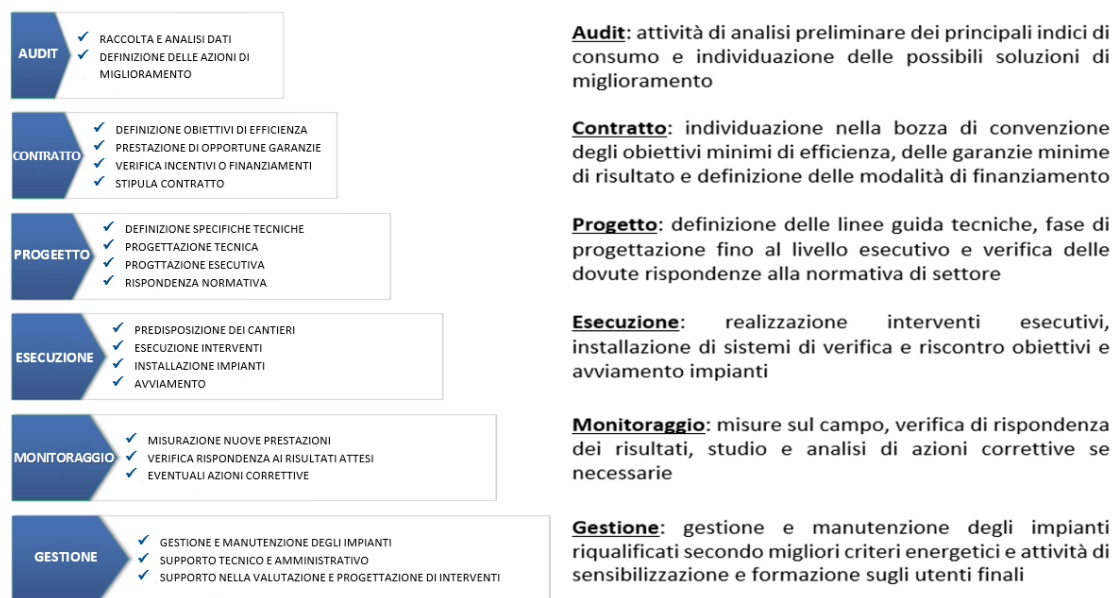 AUDIT
RACCOLTA E ANALISI DATI
DEFINIZIONE DELLE AZIONI DI
MIGLIORAMENTO
Audit: attività di analisi preliminare dei principali indici di
consumo e individuazione delle possibili soluzioni di
miglioramento
CONTRATTO
DEFINIZIONE OBIETTIVI DI EFFICIENZA
PRESTAZIONE DI OPPORTUNE GARANZIE
VERIFICA INCENTIVI O FINANZIAMENTI
STIPULA CONTRATTO
Contratto: individuazione nella bozza di convenzione
degli obiettivi minimi di efficienza, delle garanzie minime
di risultato e definizione delle modalità di finanziamento
PROGEETTO
DEFINIZIONE SPECIFICHE TECNICHE
PROGETTAZIONE TECNICA
PROGTTAZIONE ESECUTIVA
RISPONDENZA NORMATIVA
Progetto: definizione delle linee guida tecniche, fase di
progettazione fino al livello esecutivo e verifica delle
dovute rispondenze alla normativa di settore
ESECUZIONE
PREDISPOSIZIONE DEI CANTIERI
ESECUZIONE INTERVENTI
INSTALLAZIONE IMPIANTI
AVVIAMENTO
Esecuzione: realizzazione interventi esecutivi,
installazione di sistemi di verifica e riscontro obiettivi e
avviamento impianti
MONITORAGGIO
MISURAZIONE NUOVE PRESTAZIONI
VERIFICA RISPONDENZA AI RISULTATI ATTESI
EVENTUALI AZIONI CORRETTIVE
Monitoraggio: misure sul campo, verifica di rispondenza
dei risultati, studio e analisi di azioni correttive se
necessarie
GESTIONE
GESTIONE E MANUTENZIONE DEGLI IMPIANTI
SUPPORTO TECNICO E AMMINISTRATIVO
SUPPORTO NELLA VALUTAZIONE E PROGETTAZIONE DI INTERVENTI
Gestione: gestione e manutenzione degli impianti
riqualificati secondo migliori criteri energetici e attività di
sensibilizzazione e formazione sugli utenti finali